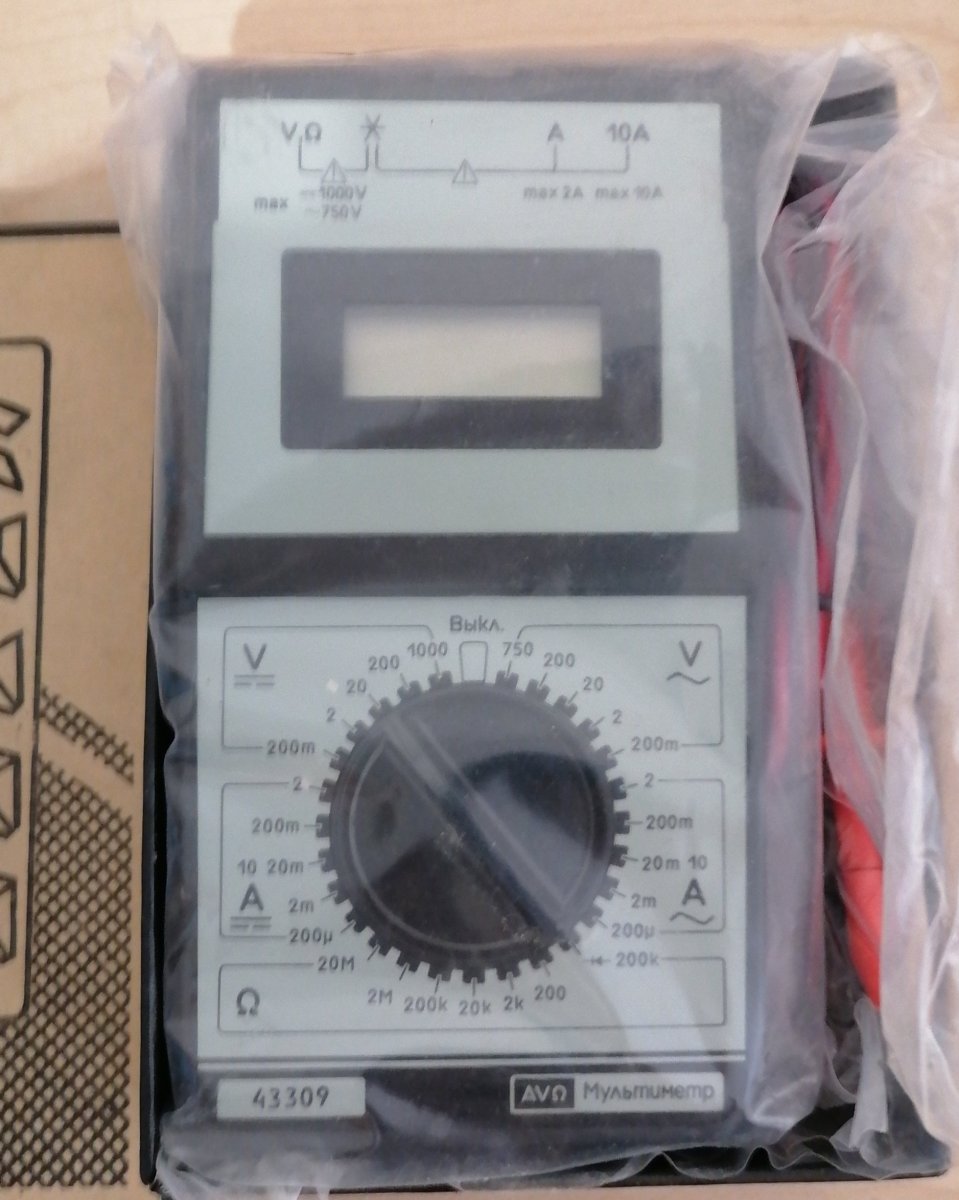 VΩ * A 10A
max 1000V max 2A max 10A
~750V
Выкл.
V 200 1000 750 200 V
20 20
2 2
200m 200m
2 2
200m 200m
10 20m 20m 10
A A
2m 2m
200µ 200µ
20M 200k
Ω 2M 200k 20k 2k 200
43309 AVΩ Мультиметр